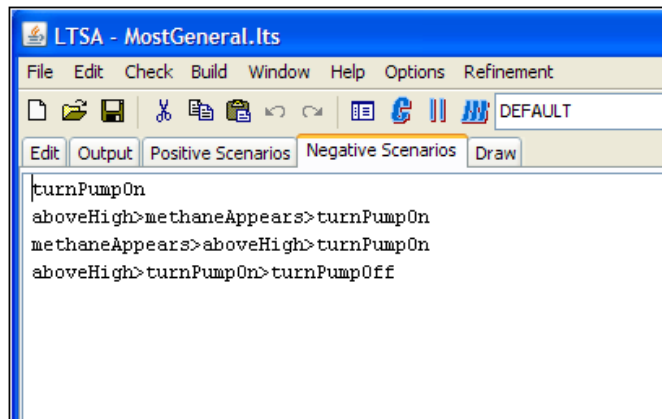 LTSA - MostGeneral.lts
File Edit Check Build Window Help Options Refinement
DEFAULT
Edit Output Positive Scenarios Negative Scenarios Draw
turnPumpOn
aboveHigh>methaneAppears>turnPumpOn
methaneAppears>aboveHigh>turnPumpOn
aboveHigh>turnPumpOn>turnPumpOff